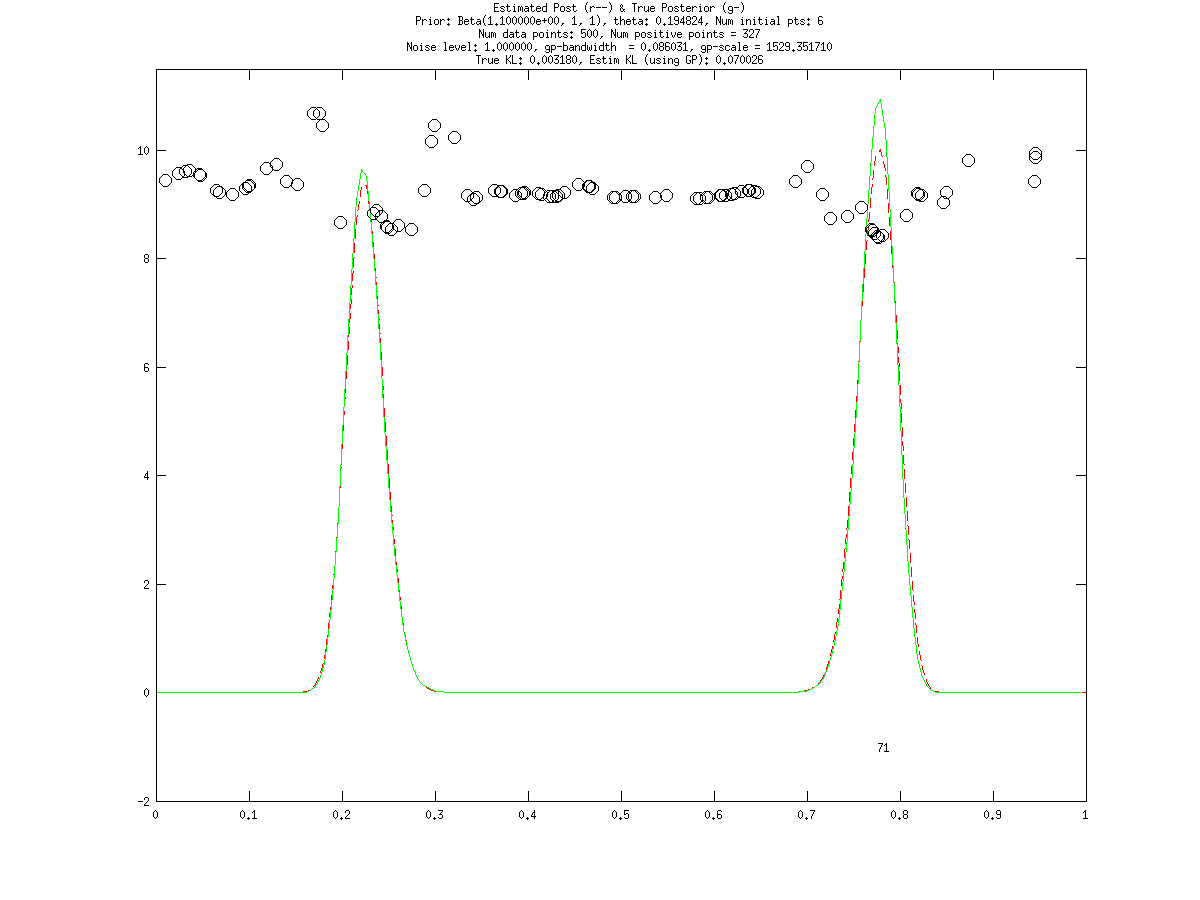 Estimated Post (r--) & True Posterior (g-)
Prior: Beta(1.100000e+00, 1, 1), theta: 0.194824, Num initial pts: 6
Num data points: 500, Num positive points = 327
Noise level: 1.000000, gp-bandwidth  = 0.086031, gp-scale = 1529.351710
True KL: 0.003180, Estim KL (using GP): 0.070026
10
8
6
4
2
0
71
-2
0 0.1 0.2 0.3 0.4 0.5 0.6 0.7 0.8 0.9 1